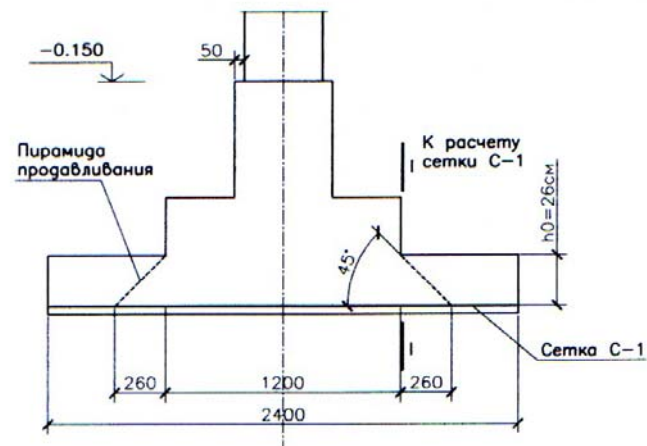 -0.150
50
Пирамида
продавливания
К расчету
сетки С-1
I
h0=26см
45°
Сетка С-1
I
260
1200
260
2400